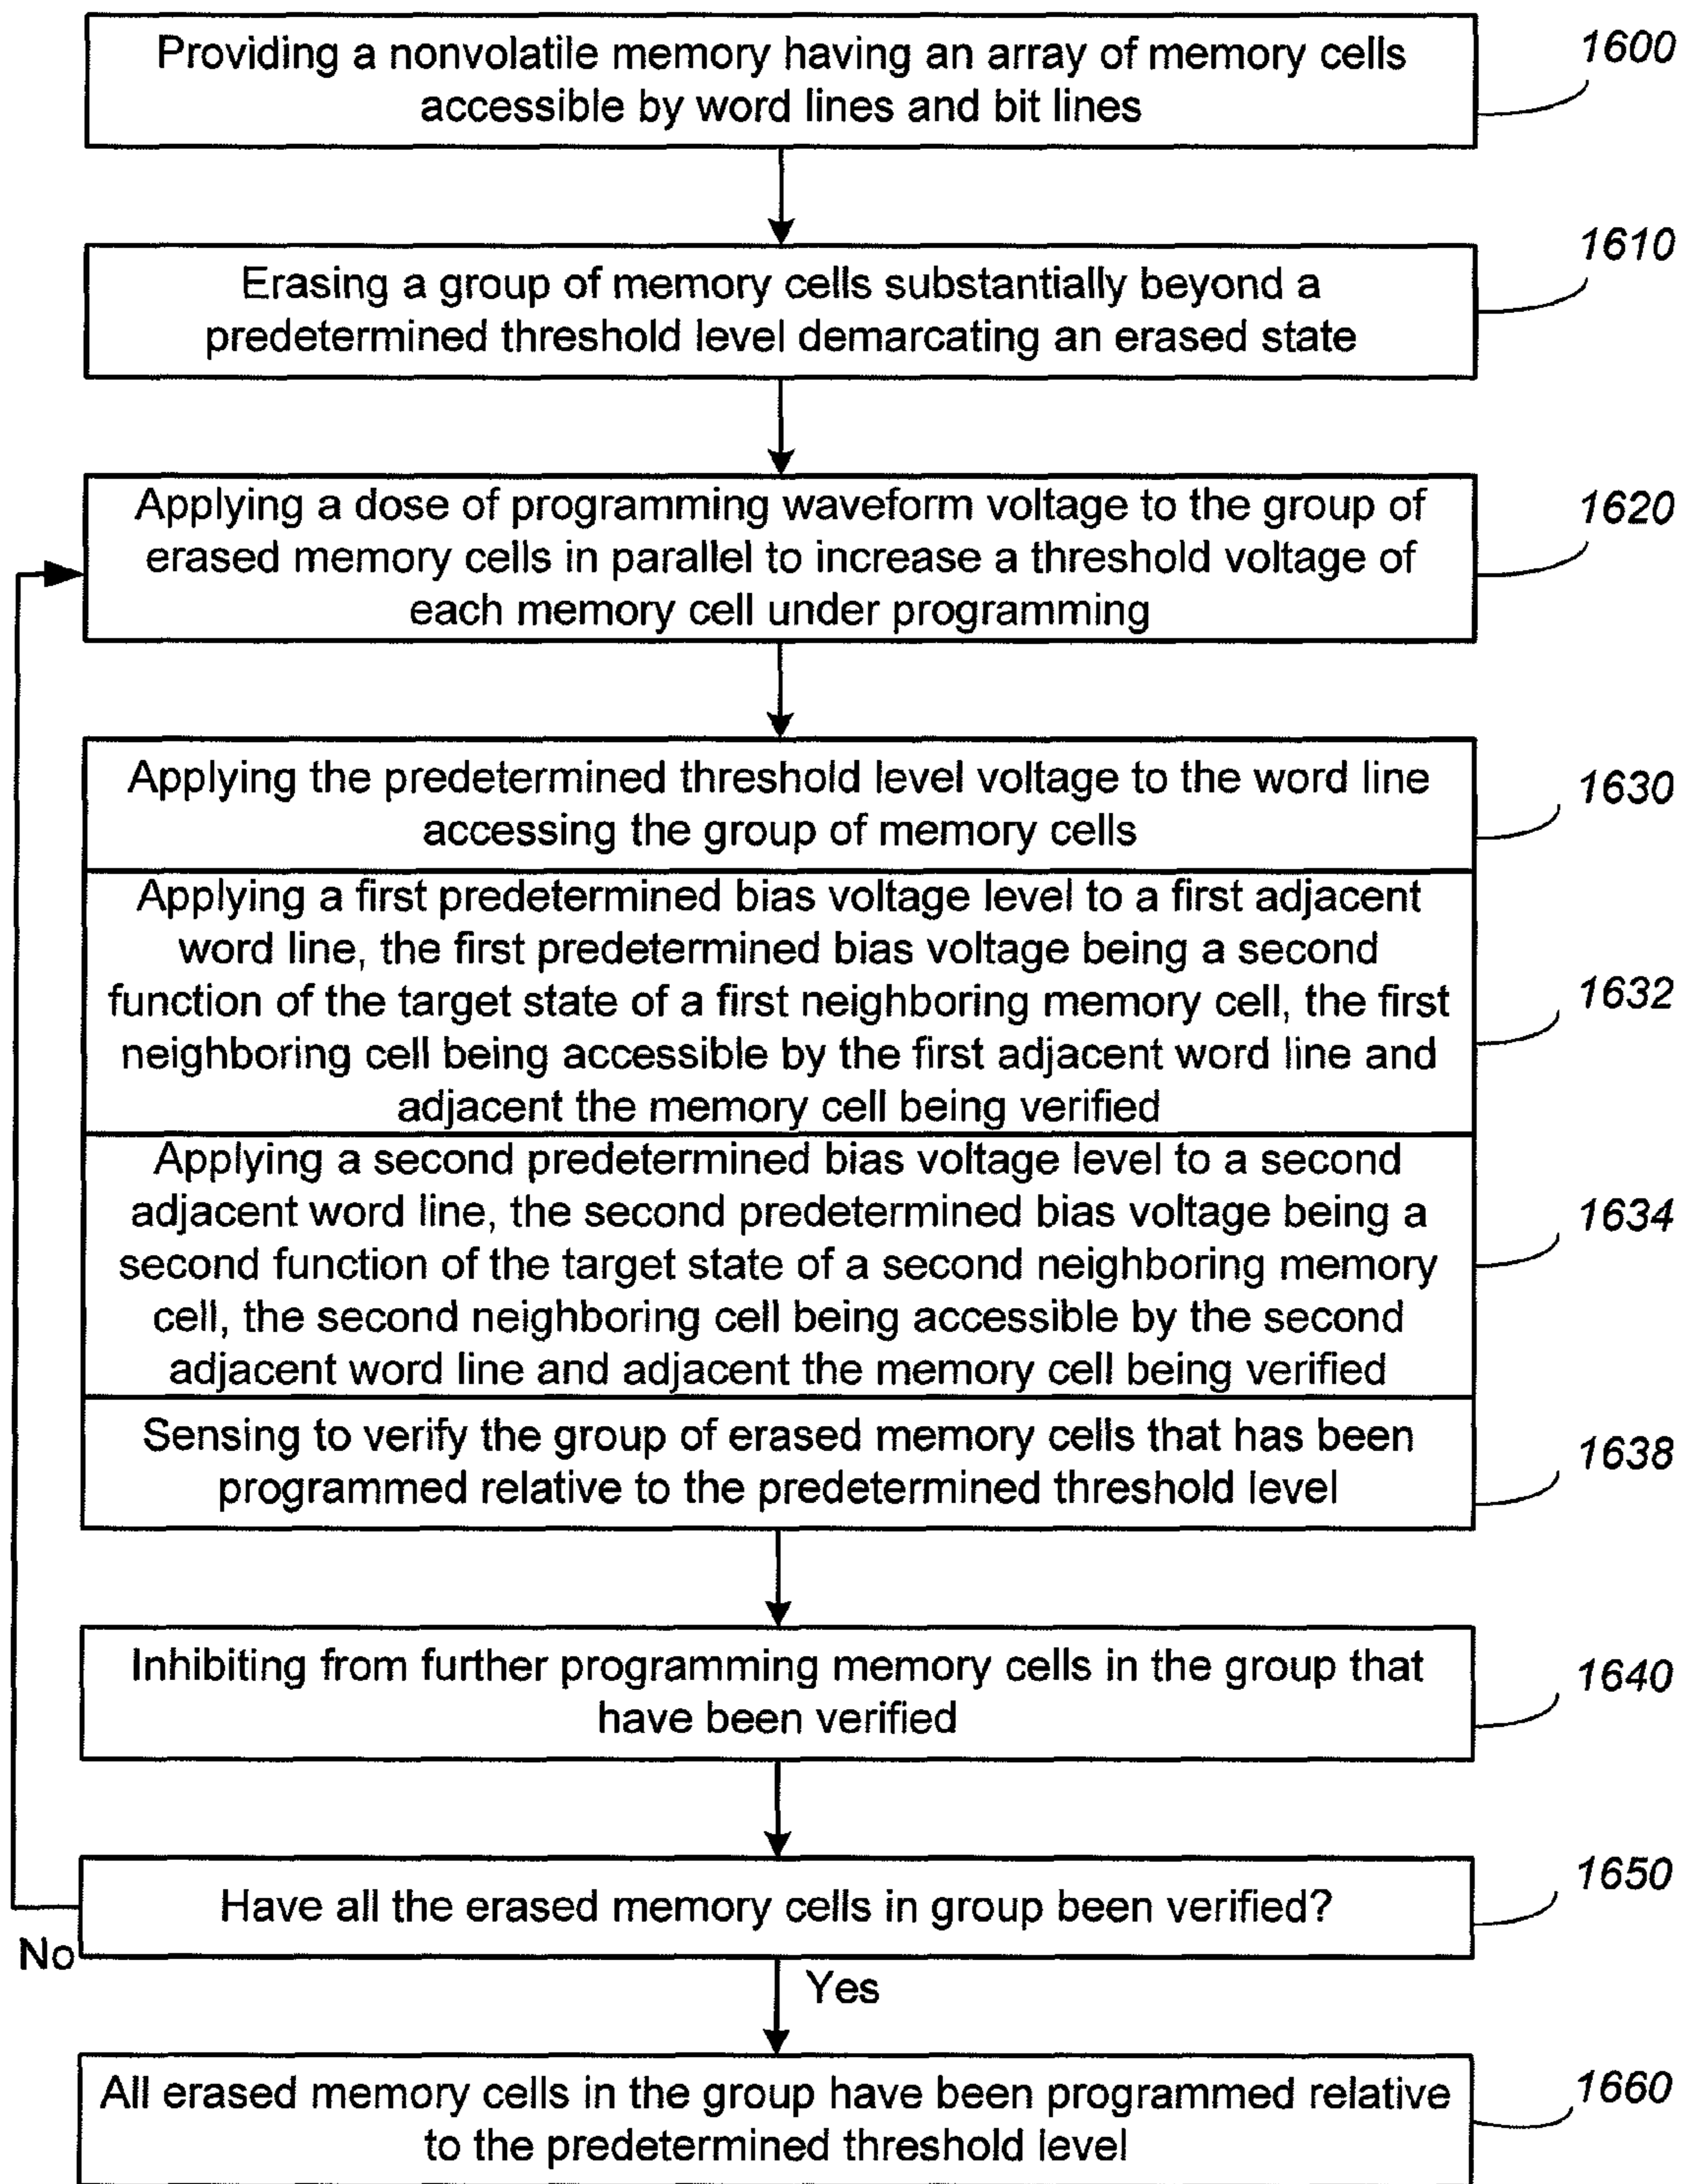 Providing a nonvolatile memory having an array of memory cells
accessible by word lines and bit lines
1600
Erasing a group of memory cells substantially beyond a
predetermined threshold level demarcating an erased state
1610
Applying a dose of programming waveform voltage to the group of
erased memory cells in parallel to increase a threshold voltage of
each memory cell under programming
1620
Applying the predetermined threshold level voltage to the word line
accessing the group of memory cells
1630
Applying a first predetermined bias voltage level to a first adjacent
word line, the first predetermined bias voltage being a second
function of the target state of a first neighboring memory cell, the first
neighboring cell being accessible by the first adjacent word line and
adjacent the memory cell being verified
1632
Applying a second predetermined bias voltage level to a second
adjacent word line, the second predetermined bias voltage being a
second function of the target state of a second neighboring memory
cell, the second neighboring cell being accessible by the second
adjacent word line and adjacent the memory cell being verified
1634
Sensing to verify the group of erased memory cells that has been
programmed relative to the predetermined threshold level
1638
Inhibiting from further programming memory cells in the group that
have been verified
1640
Have all the erased memory cells in group been verified?
1650
No
Yes
All erased memory cells in the group have been programmed relative
to the predetermined threshold level
1660